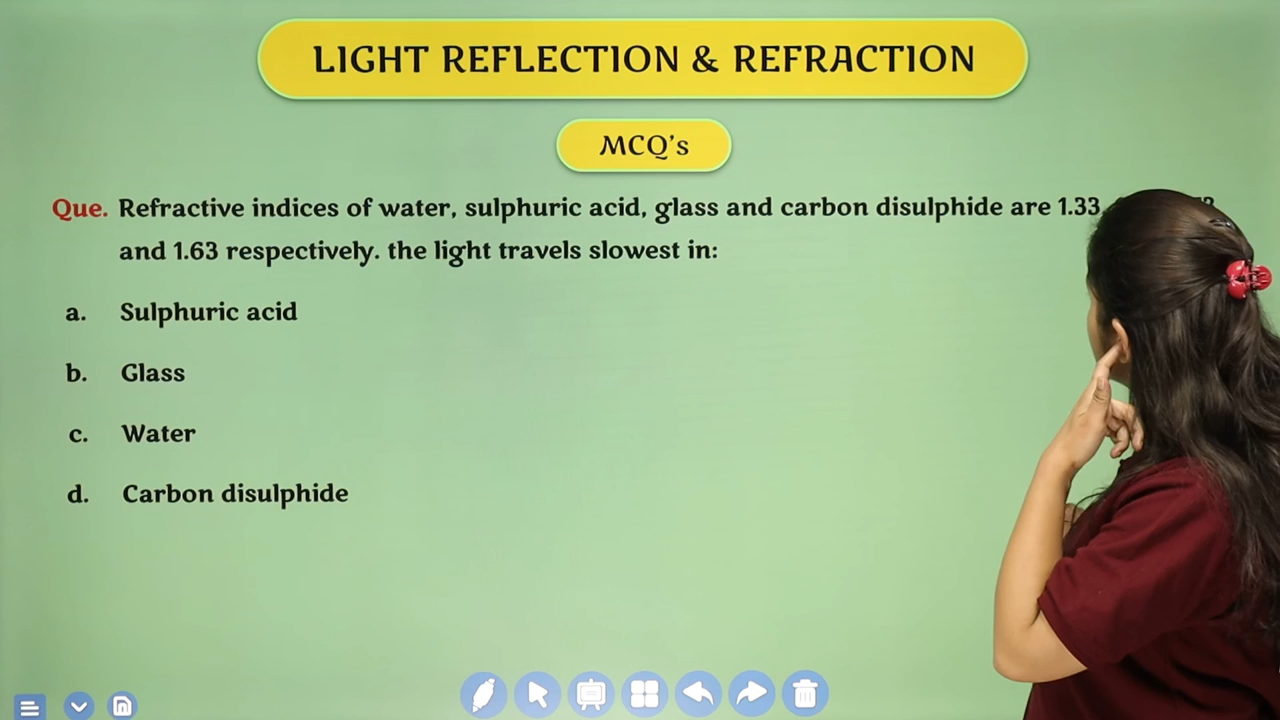 LIGHT REFLECTION & REFRACTION
MCQ's
Que. Refractive indices of water, sulphuric acid, glass and carbon disulphide are 1.33,
and 1.63 respectively. the light travels slowest in:
a. Sulphuric acid
b. Glass
c. Water
d. Carbon disulphide